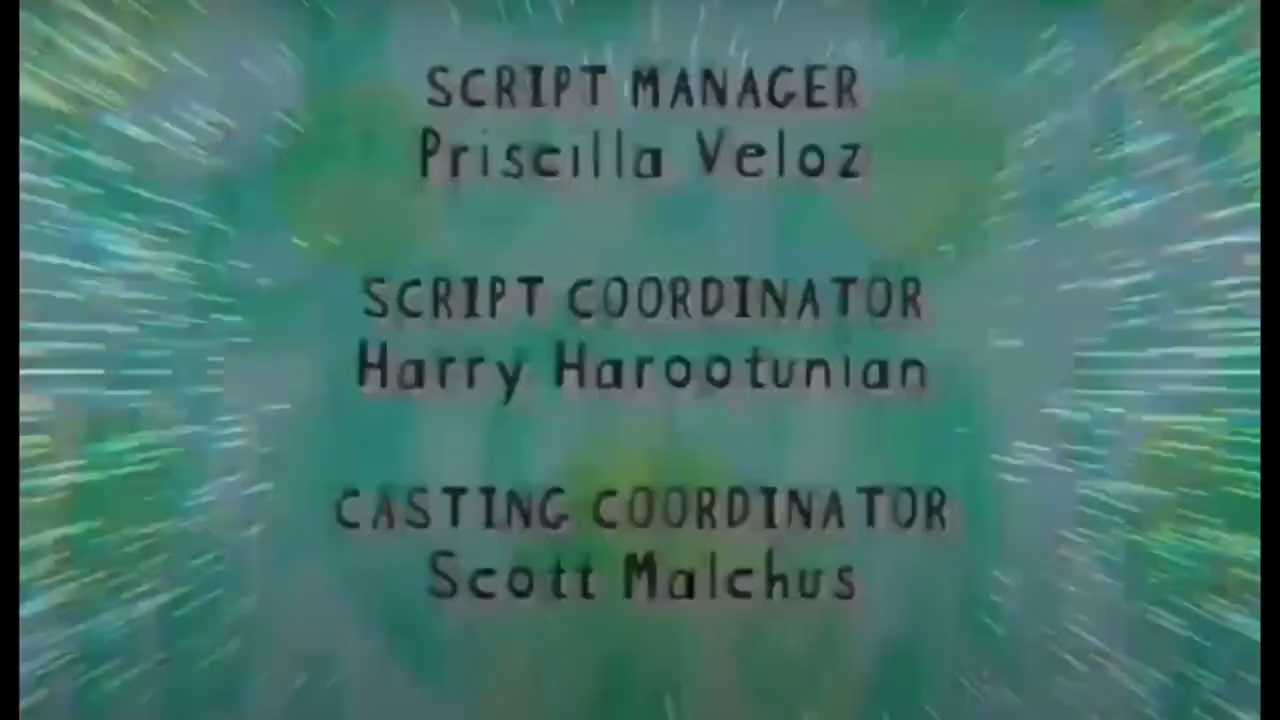 SCRIPT MANAGER
Priscilla Veloz
SCRIPT COORDINATOR
Harry Harootunian
CASTING COORDINATOR
Scott Malchus